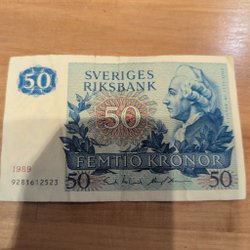 50
SVERIGES
RIKSBANK
50
1989
FEMTIO KRONOR
9281612523
50
50